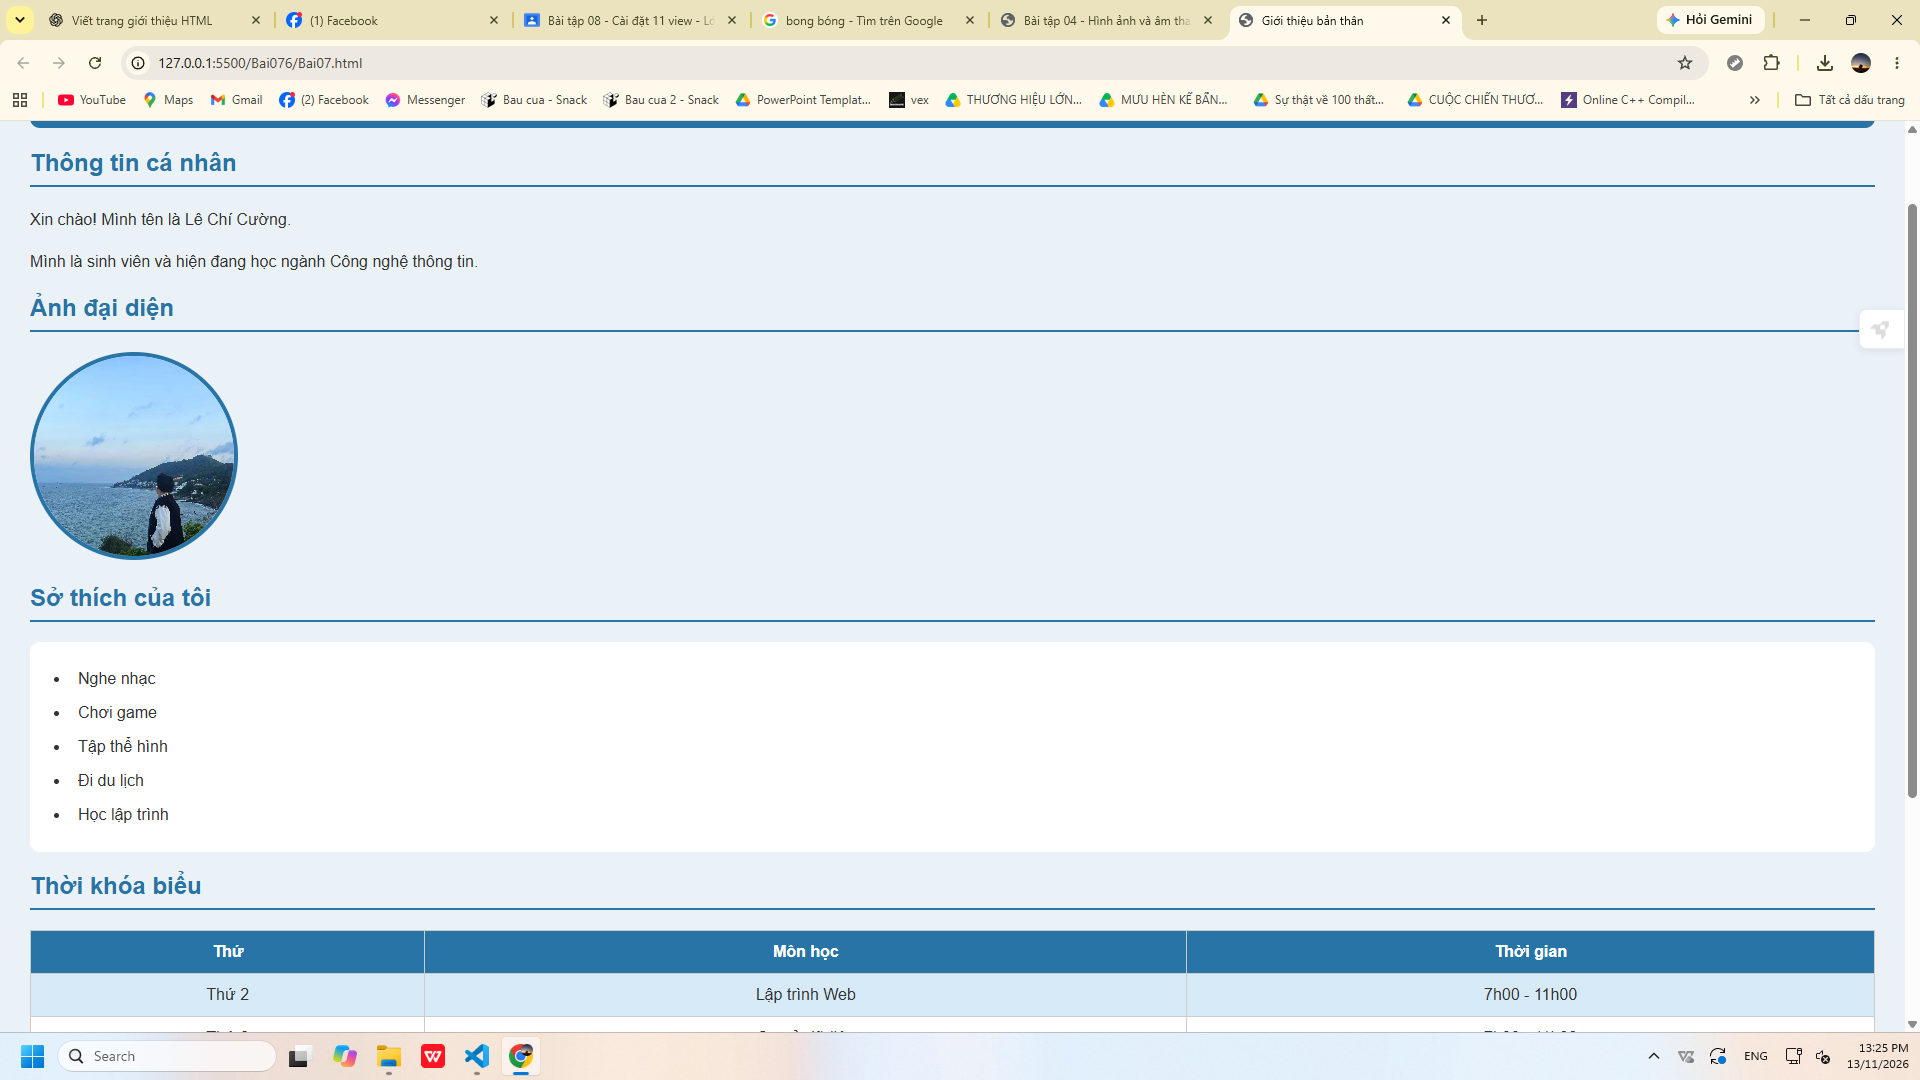 Viết trang giới thiệu HTML
(1) Facebook
Bài tập 08 - Cài đặt 11 view - Lớ
bong bóng - Tìm trên Google
Bài tập 04 - Hình ảnh và âm tha
Giới thiệu bản thân
Hỏi Gemini
127.0.0.1:5500/Bai076/Bai07.html
YouTube
Maps
Gmail
(2) Facebook
Messenger
Bau cua - Snack
Bau cua 2 - Snack
PowerPoint Templat...
vex
THƯƠNG HIỆU LỚN...
MƯU HÈN KẾ BẨN...
Sự thật về 100 thất...
CUỘC CHIẾN THƯƠ...
Online C++ Compil...
Tất cả dấu trang
Thông tin cá nhân
Xin chào! Mình tên là Lê Chí Cường.
Mình là sinh viên và hiện đang học ngành Công nghệ thông tin.
Ảnh đại diện
Sở thích của tôi
Nghe nhạc
Chơi game
Tập thể hình
Đi du lịch
Học lập trình
Thời khóa biểu
Thứ Môn học Thời gian
Thứ 2 Lập trình Web 7h00 - 11h00
Search
ENG
13:25 PM
13/11/2026